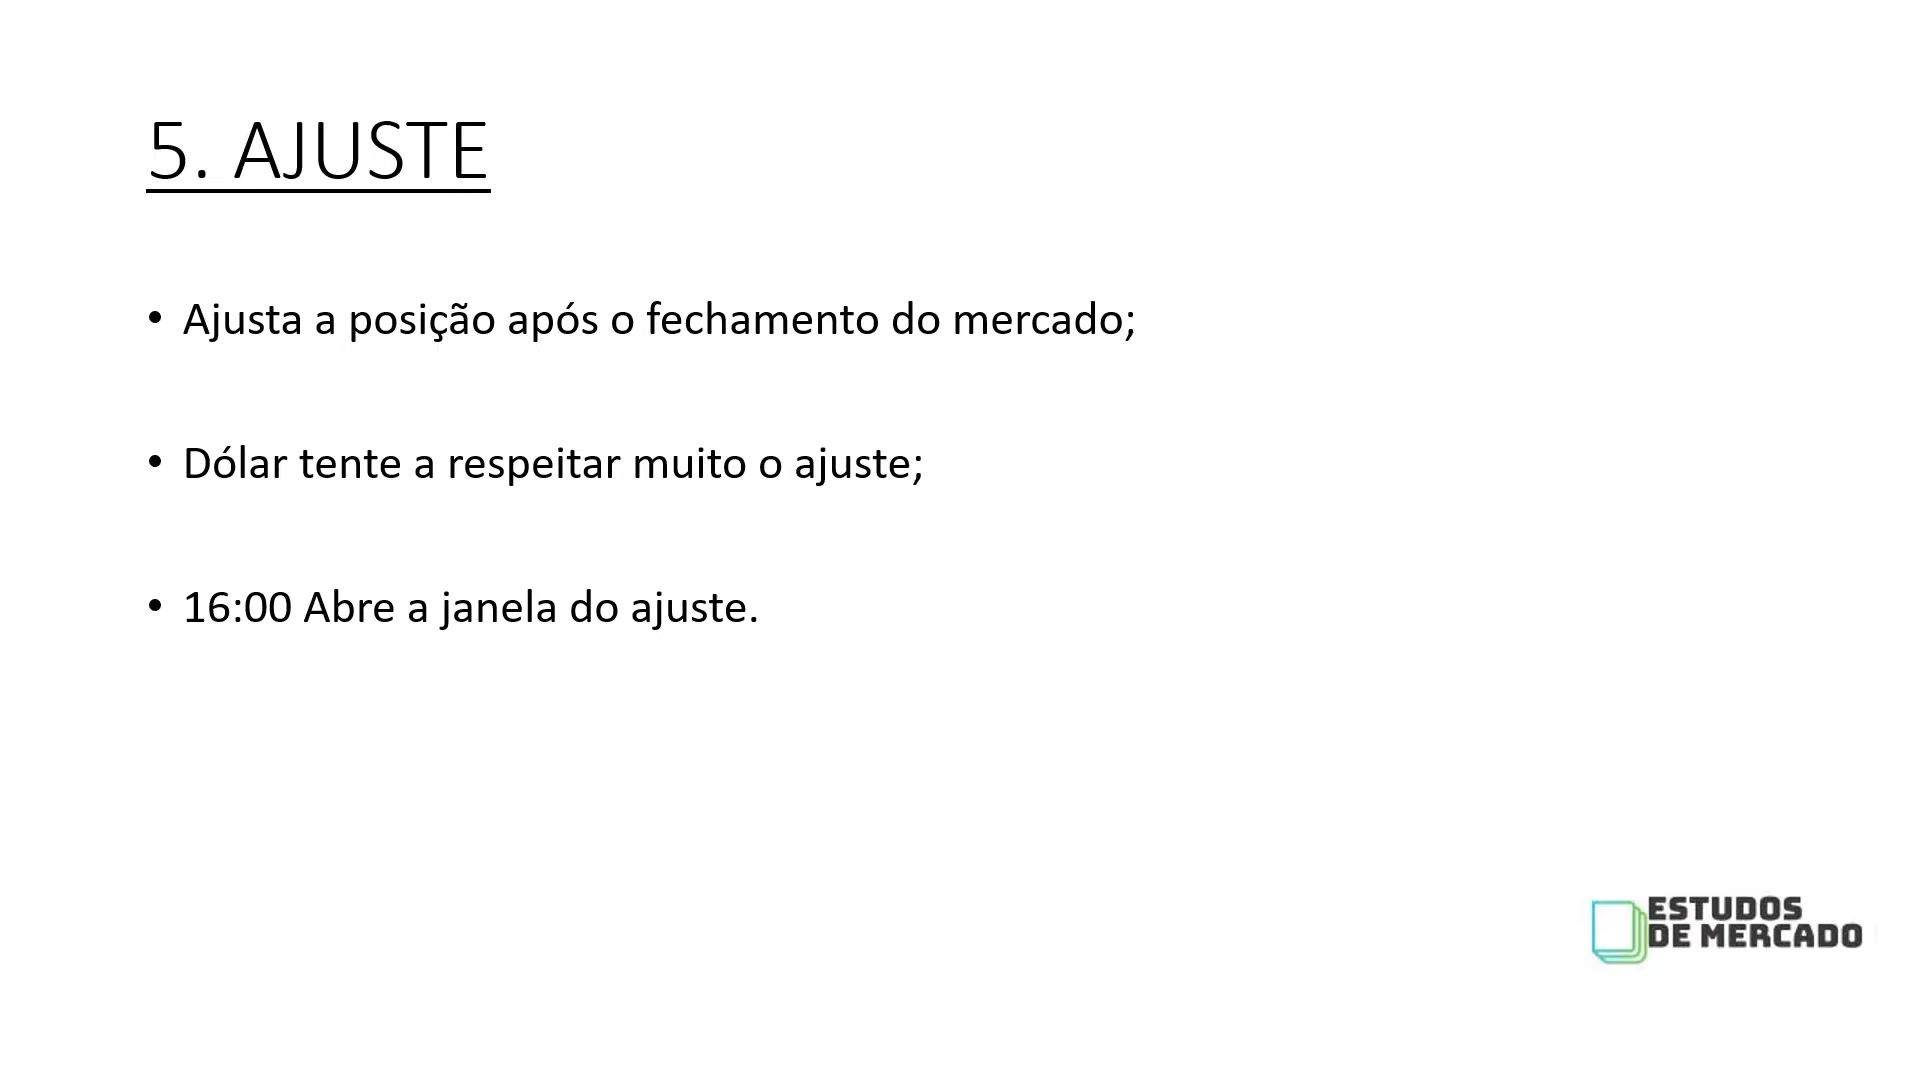 5. AJUSTE
• Ajusta a posição após o fechamento do mercado;
• Dólar tente a respeitar muito o ajuste;
• 16:00 Abre a janela do ajuste.
ESTUDOS
DE MERCADO